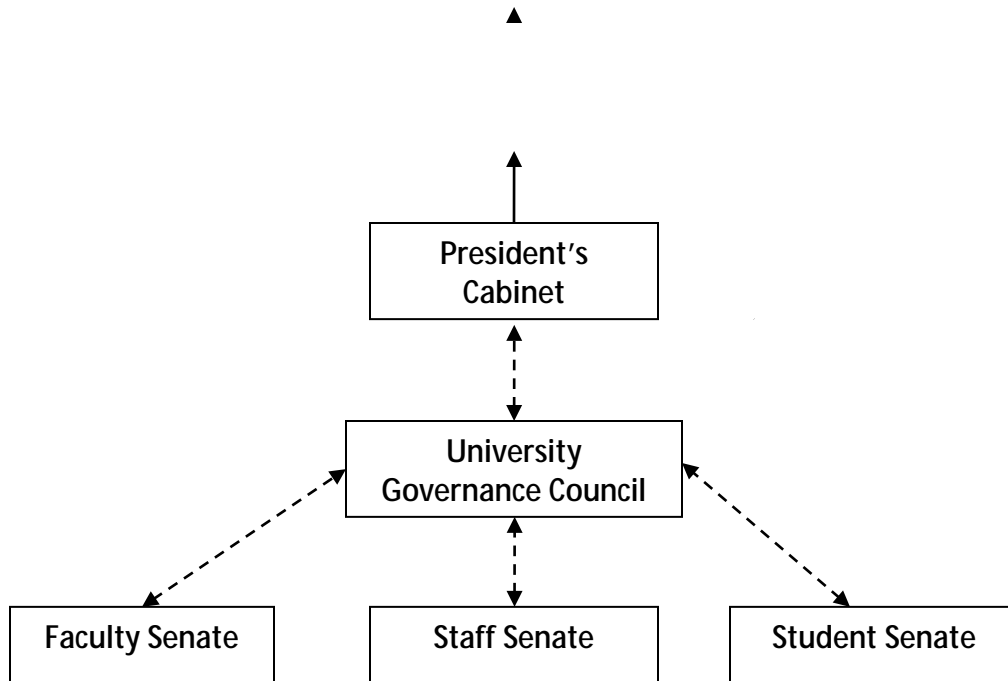 President's
Cabinet
University
Governance Council
Faculty Senate
Staff Senate
Student Senate